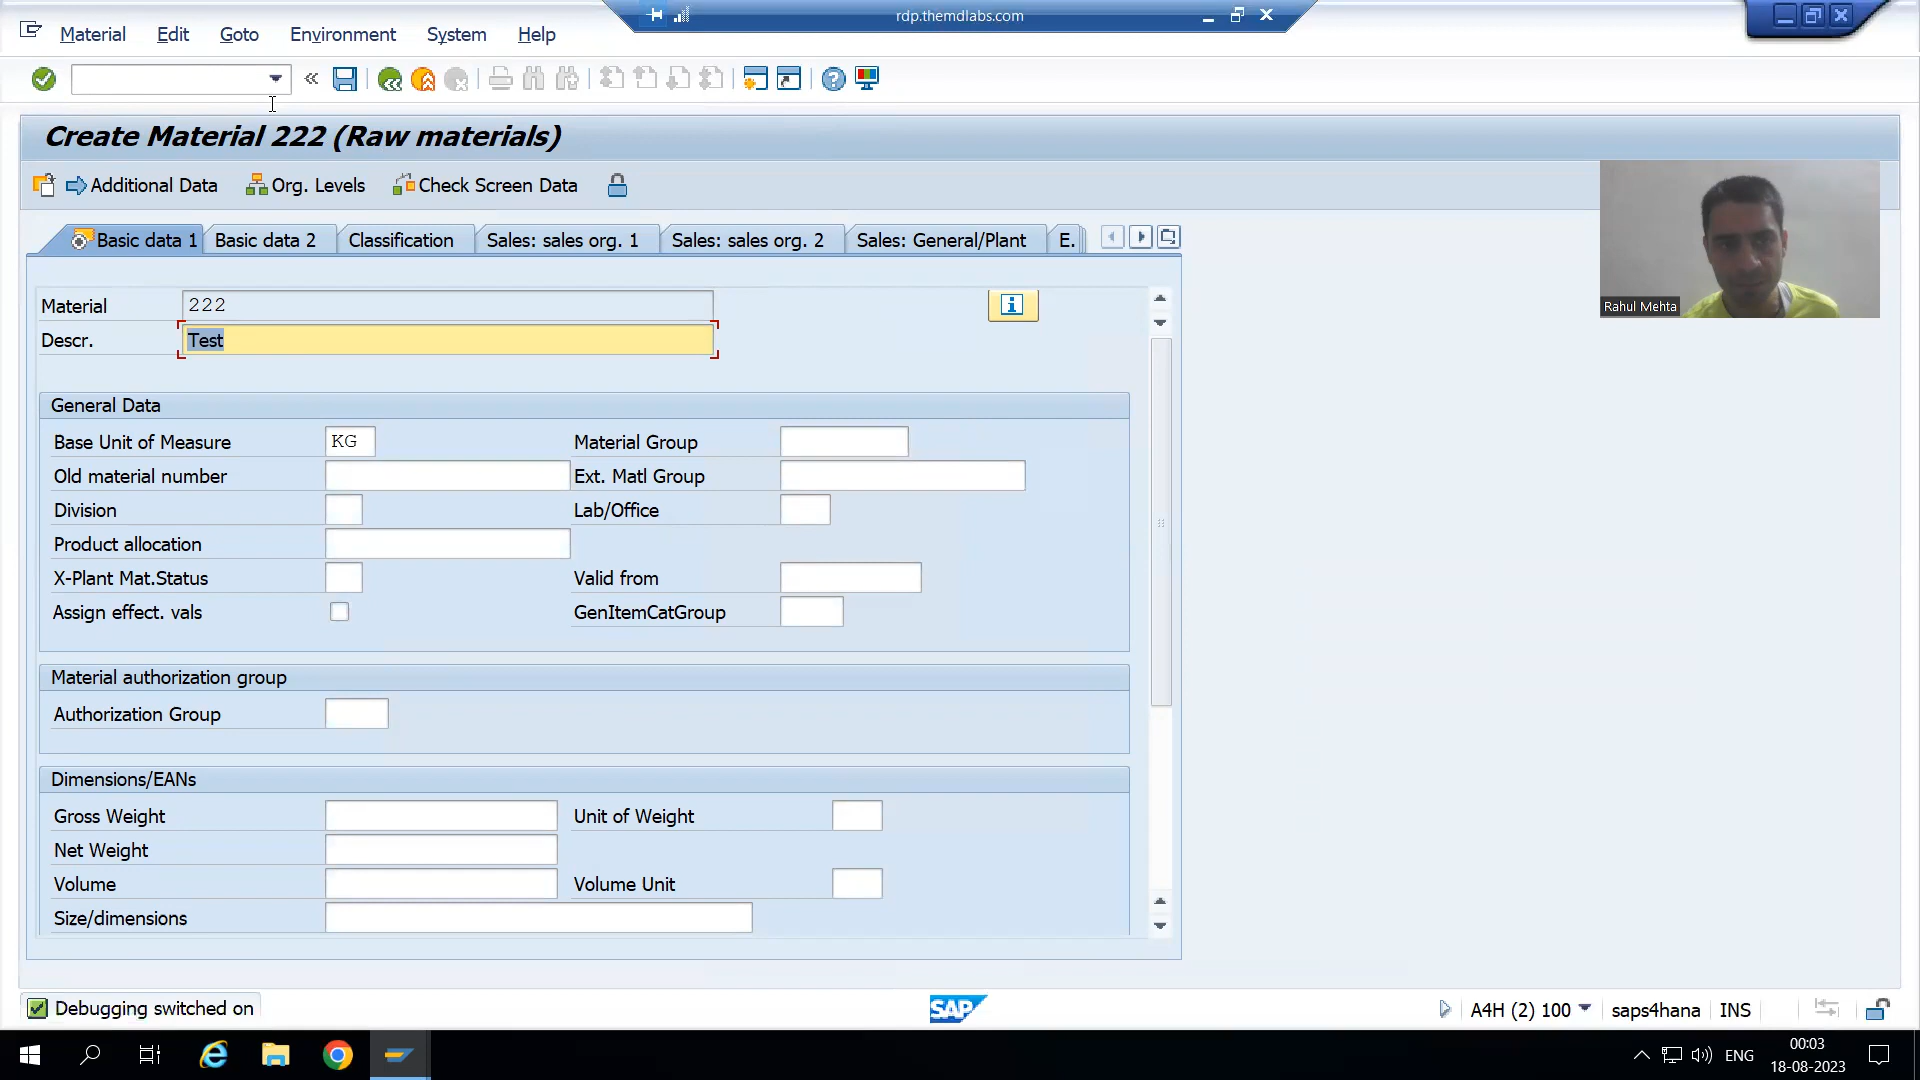 rdp.themdlabs.com
Material Edit Goto Environment System Help
Create Material 222 (Raw materials)
Additional Data Org. Levels Check Screen Data
Basic data 1 Basic data 2 Classification Sales: sales org. 1 Sales: sales org. 2 Sales: General/Plant E.
Material 222
Descr. Test
Rahul Mehta
General Data
Base Unit of Measure KG Material Group
Old material number Ext. Matl Group
Division Lab/Office
Product allocation
X-Plant Mat.Status Valid from
Assign effect. vals GenItemCatGroup
Material authorization group
Authorization Group
Dimensions/EANs
Gross Weight Unit of Weight
Net Weight
Volume Volume Unit
Size/dimensions
Debugging switched on SAP A4H (2) 100 saps4hana INS
ENG 00:03
18-08-2023